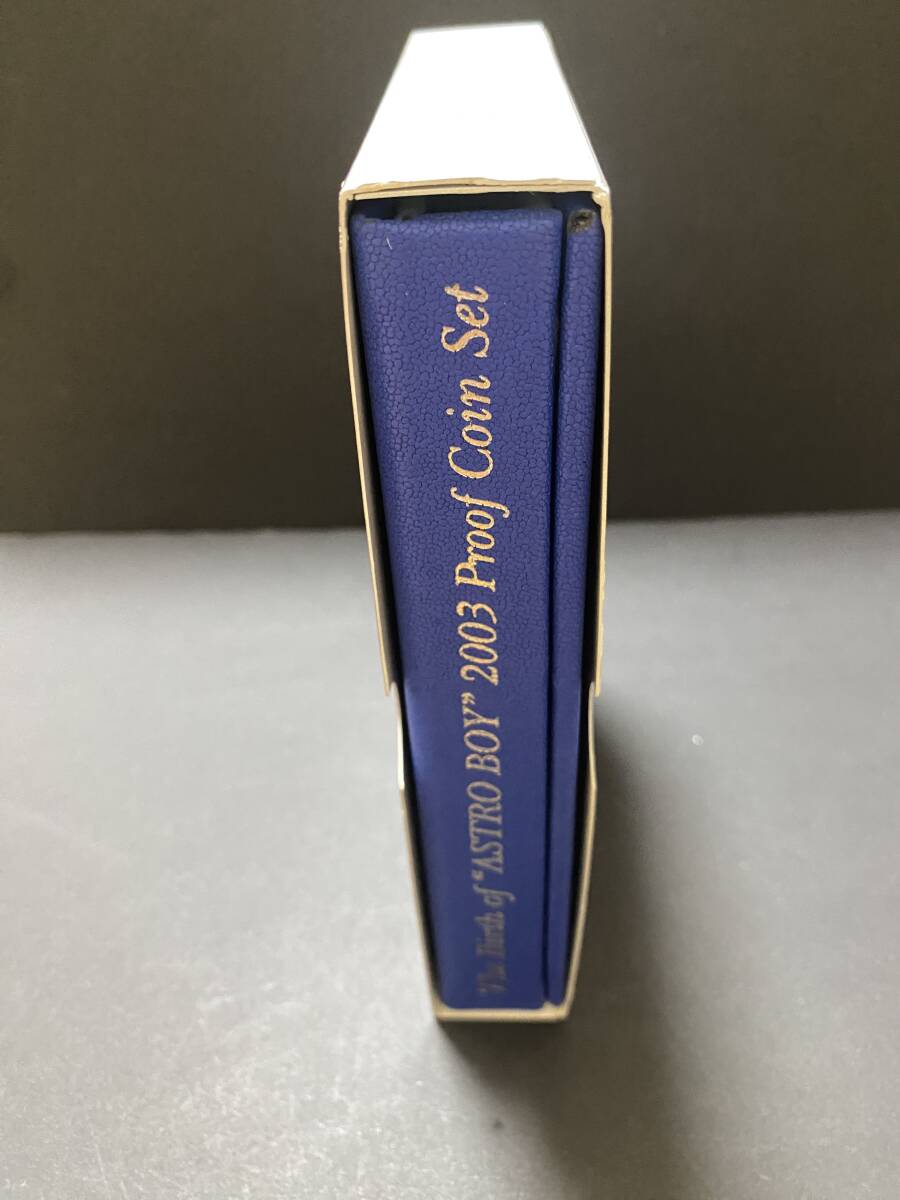 The Birth of “ASTRO BOY” 2003 Proof Coin Set